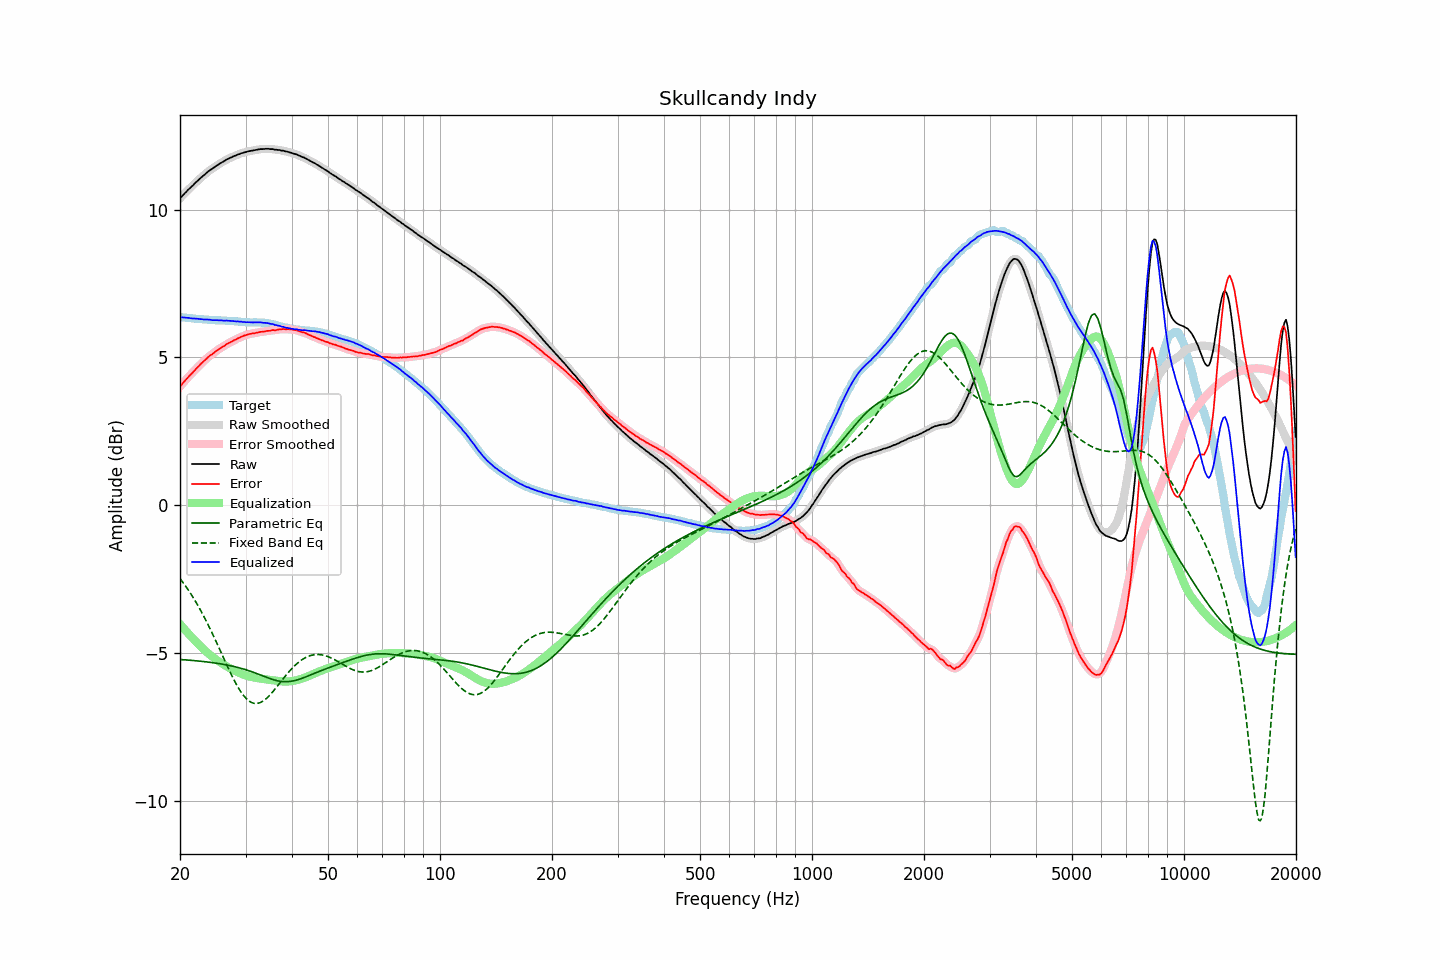 Skullcandy Indy
Amplitude (dBr)
10
5
0
−5
−10
Target
Raw Smoothed
Error Smoothed
Raw
Error
Equalization
Parametric Eq
Fixed Band Eq
Equalized
20 50 100 200 500 1000 2000 5000 10000 20000
Frequency (Hz)